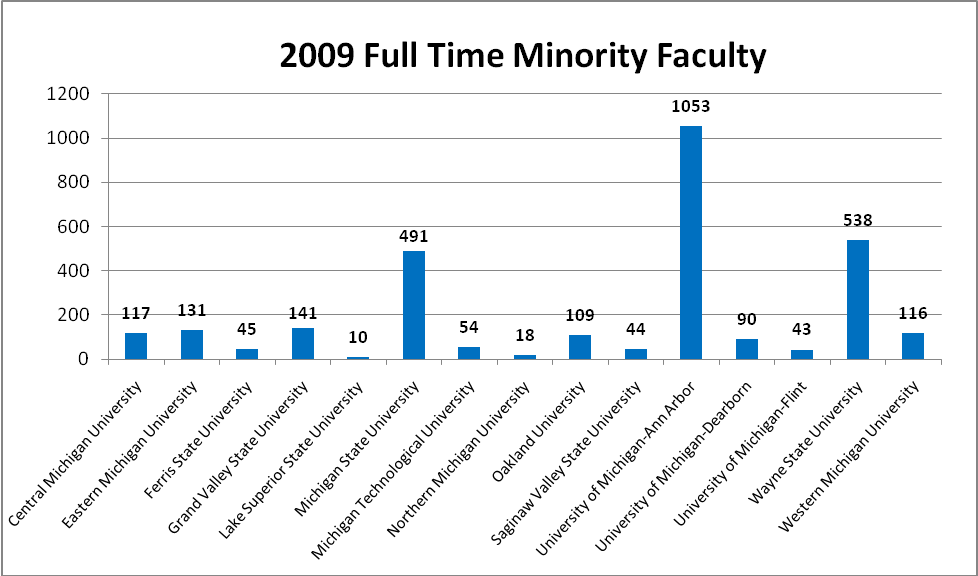 2009 Full Time Minority Faculty
1200
1000
800
600
400
200
0
117
131
45
141
10
491
54
18
109
44
1053
90
43
538
116
Central Michigan University
Eastern Michigan University
Ferris State University
Grand Valley State University
Lake Superior State University
Michigan State University
Michigan Technological University
Northern Michigan University
Oakland University
Saginaw Valley State University
University of Michigan-Ann Arbor
University of Michigan-Dearborn
University of Michigan-Flint
Wayne State University
Western Michigan University